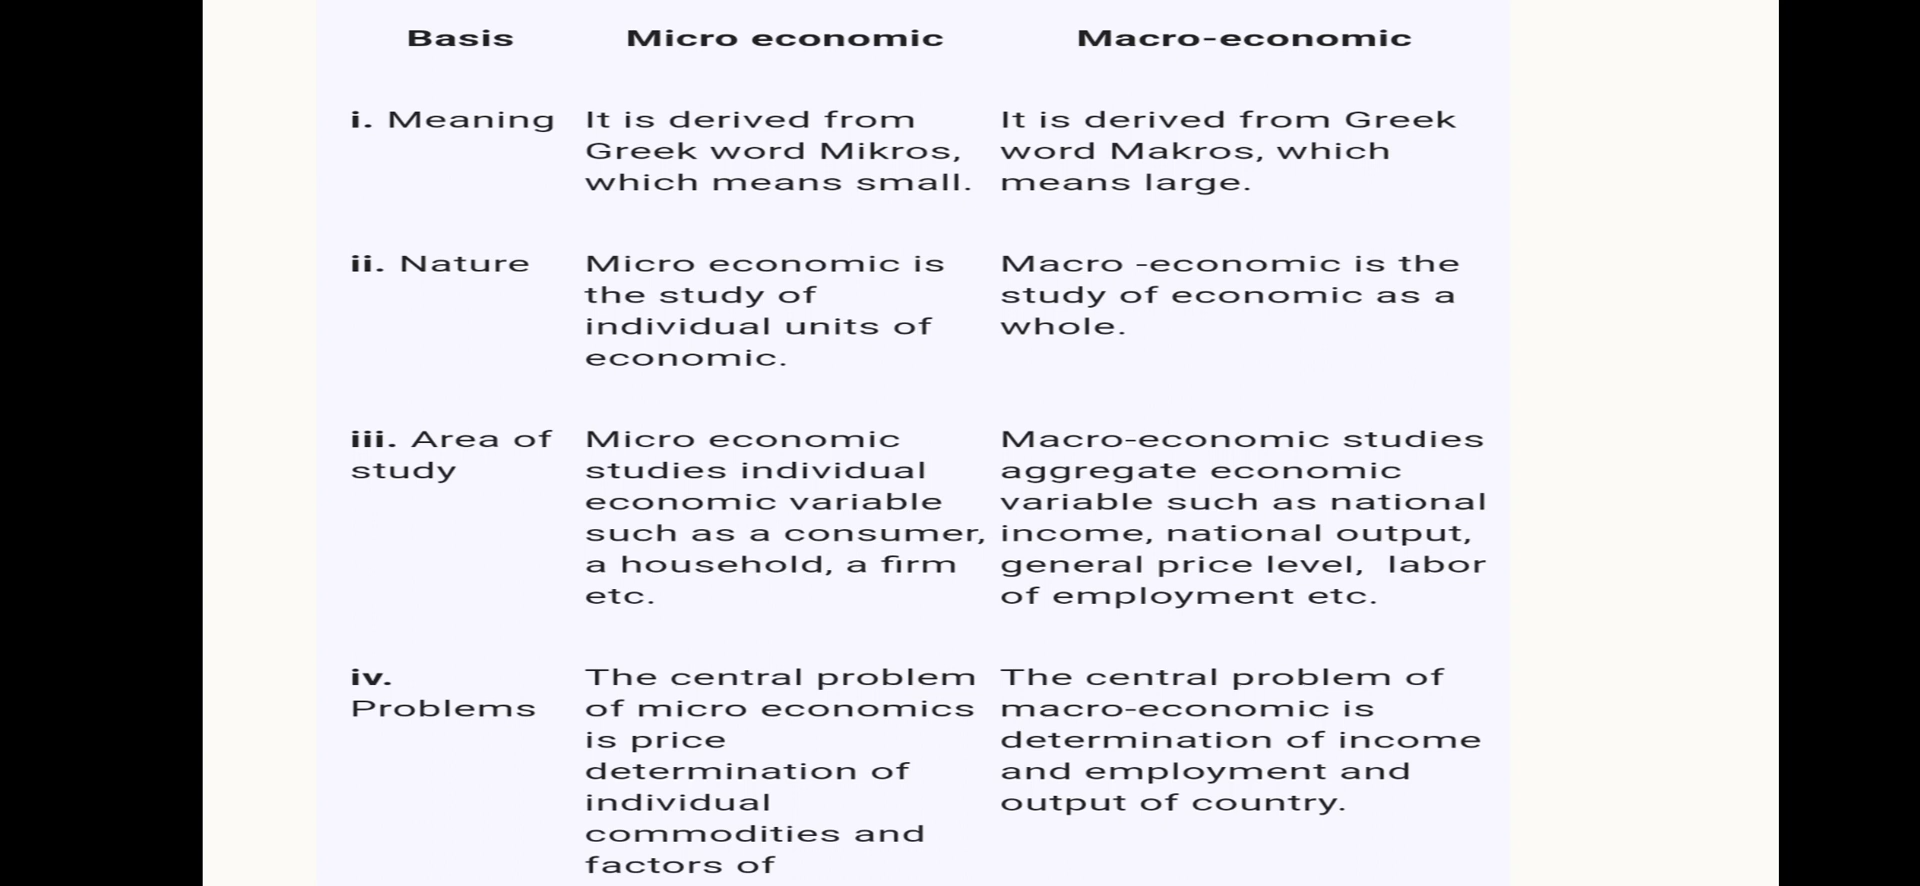 Basis Micro economic Macro-economic
i. Meaning
It is derived from
Greek word Mikros,
which means small.
It is derived from Greek
word Makros, which
means large.
ii. Nature
Micro economic is
the study of
individual units of
economic.
Macro -economic is the
study of economic as a
whole.
iii. Area of
study
Micro economic
studies individual
economic variable
such as a consumer,
a household, a firm
etc.
Macro-economic studies
aggregate economic
variable such as national
income, national output,
general price level, labor
of employment etc.
iv.
Problems
The central problem
of micro economics
is price
determination of
individual
commodities and
factors of
The central problem of
macro-economic is
determination of income
and employment and
output of country.